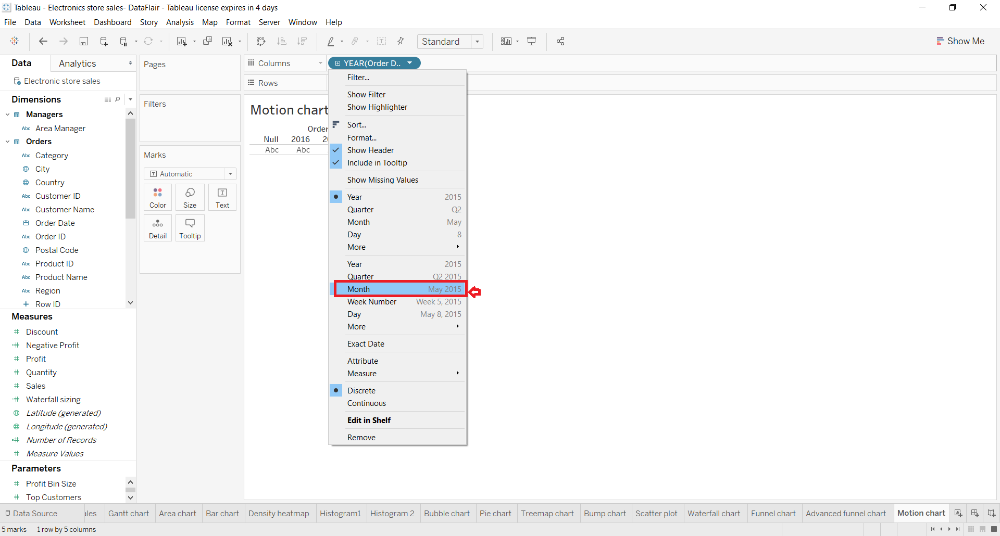 Tableau - Electronics store sales- DataFlair - Tableau license expires in 4 days
File Data Worksheet Dashboard Story Analysis Map Format Server Window Help
Standard
Show Me
Data
Analytics
Electronic store sales
Dimensions
Managers
Abc Area Manager
Orders
Abc Category
City
Country
Abc Customer ID
Abc Customer Name
Order Date
Abc Order ID
Postal Code
Abc Product ID
Abc Product Name
Abc Region
# Row ID
Measures
# Discount
=# Negative Profit
# Profit
# Quantity
# Sales
=# Waterfall sizing
Latitude (generated)
Longitude (generated)
=# Number of Records
# Measure Values
Parameters
# Profit Bin Size
# Top Customers
Pages
Filters
Marks
T Automatic
Color
Size
T Text
Detail
Tooltip
Columns
YEAR(Order D..
Rows
Motion chart
Order
Null 2016 2
Abc Abc
Filter...
Show Filter
Show Highlighter
Sort...
Format...
Show Header
Include in Tooltip
Show Missing Values
Year 2015
Quarter Q2
Month May
Day 8
More
Year 2015
Quarter Q2 2015
Month May 2015
Week Number Week 5, 2015
Day May 8, 2015
More
Exact Date
Attribute
Measure
Discrete
Continuous
Edit in Shelf
Remove
Data Source
ales Gantt chart Area chart Bar chart Density heatmap Histogram1 Histogram 2 Bubble chart Pie chart Treemap chart Bump chart Scatter plot Waterfall chart Funnel chart Advanced funnel chart Motion chart
5 marks 1 row by 5 columns